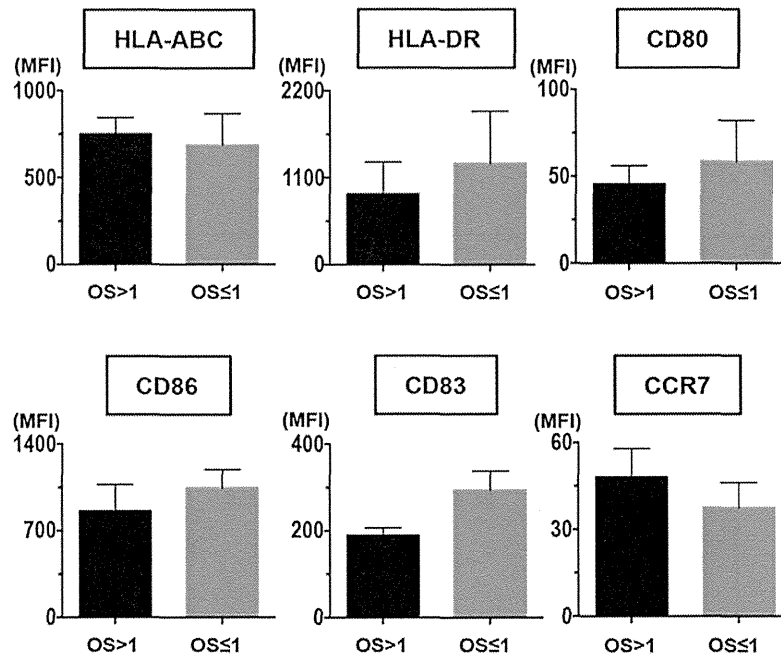 HLA-ABC HLA-DR CD80
(MFI) (MFI) (MFI)
1000 2200 100
500 1100 50
0 0 0
OS>1 OS≤1 OS>1 OS≤1 OS>1 OS≤1
CD86 CD83 CCR7
(MFI) (MFI) (MFI)
1400 400 60
700 200 30
0 0 0
OS>1 OS≤1 OS>1 OS≤1 OS>1 OS≤1